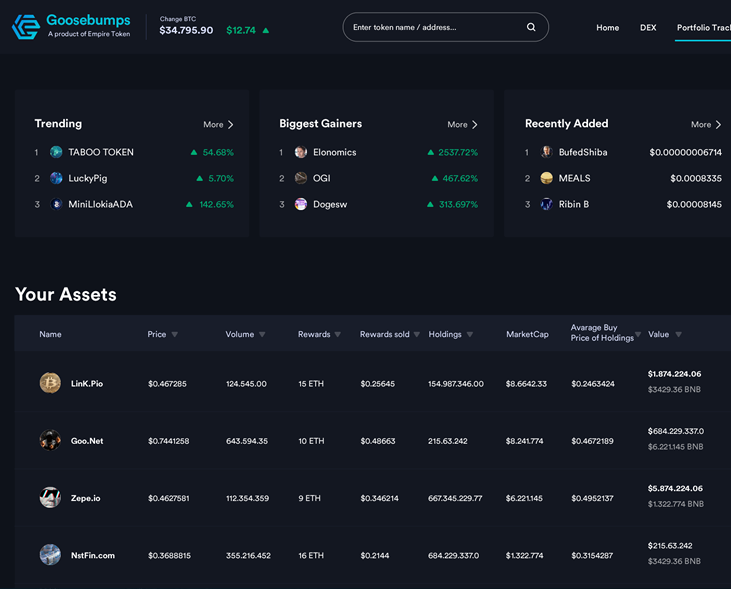 Goosebumps
A product of Empire Token
Change BTC
$34.795.90 $12.74
Enter token name / address...
Home DEX Portfolio Trac
Trending More
1 TABOO TOKEN 54.68%
2 LuckyPig 5.70%
3 MiniLlokiaADA 142.65%
Biggest Gainers More
1 Elonomics 2537.72%
2 OGI 467.62%
3 Dogesw 313.697%
Recently Added More
1 BufedShiba $0.00000006714
2 MEALS $0.0008335
3 Ribin B $0.00008145
Your Assets
Name Price Volume Rewards Rewards sold Holdings MarketCap Avarage Buy Price of Holdings Value
LinK.Pio $0.467285 124.545.00 15 ETH $0.25645 154.987.346.00 $8.6642.33 $0.2463424 $1.874.224.06
$3429.36 BNB
Goo.Net $0.7441258 643.594.35 10 ETH $0.48663 215.63.242 $8.241.774 $0.4672189 $684.229.337.0
$6.221.145 BNB
Zepe.io $0.4627581 112.354.359 9 ETH $0.346214 667.345.229.77 $6.221.145 $0.4952137 $5.874.224.06
$1.322.774 BNB
NstFin.com $0.3688815 355.216.452 16 ETH $0.2144 684.229.337.0 $1.322.774 $0.3154287 $215.63.242
$3429.36 BNB